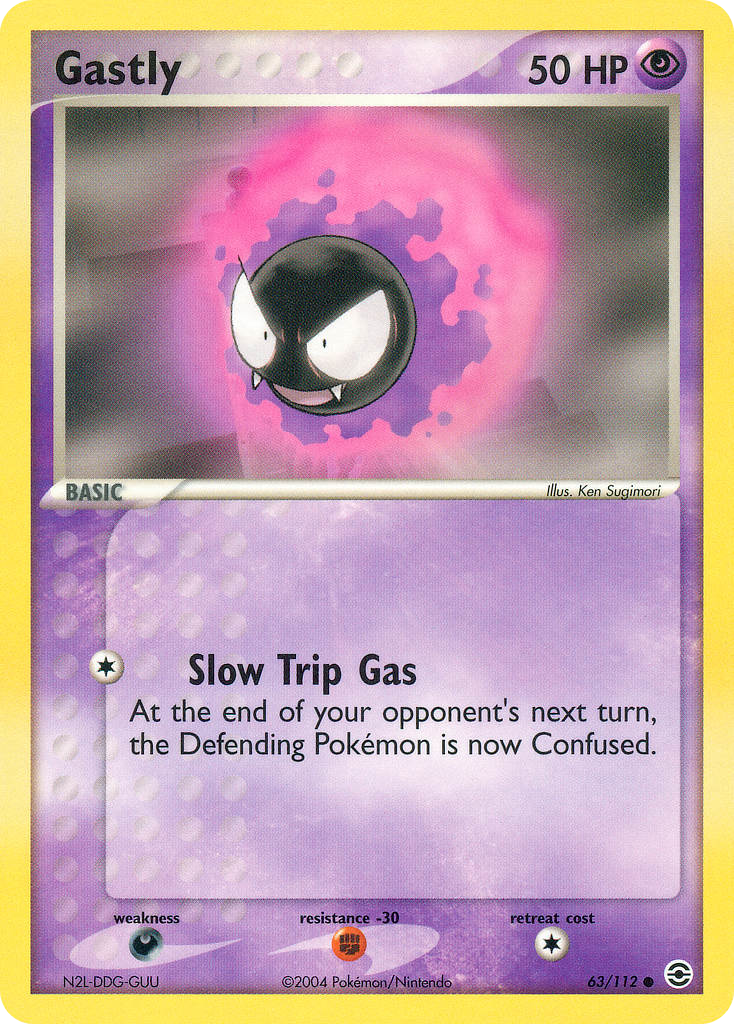 Gastly 50 HP
BASIC
Illus. Ken Sugimori
Slow Trip Gas
At the end of your opponent's next turn,
the Defending Pokémon is now Confused.
weakness resistance -30 retreat cost
N2L-DDG-GUU ©2004 Pokémon/Nintendo 63/112